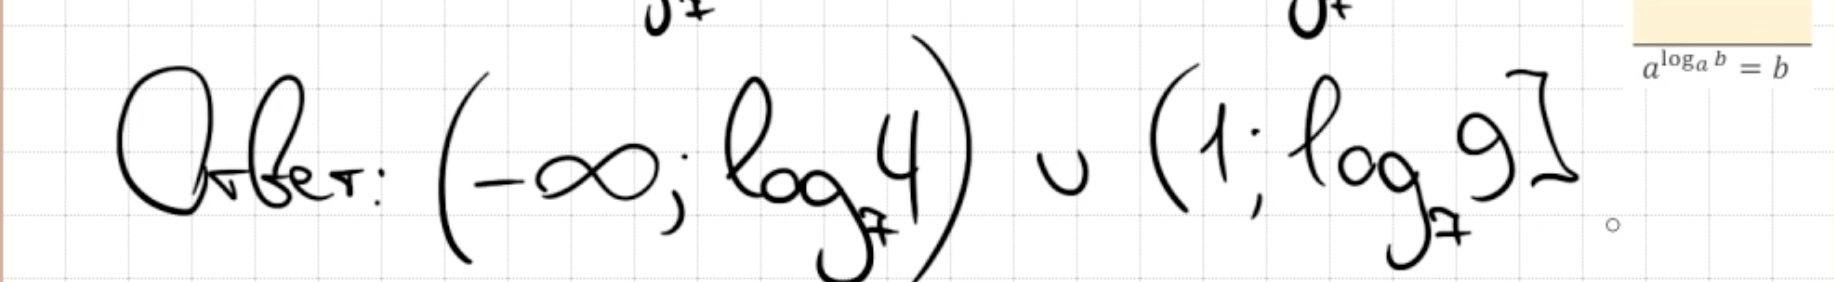 a^{log_a b} = b
Ответ: (-∞; log₇4) ∪ (1; log₇9]